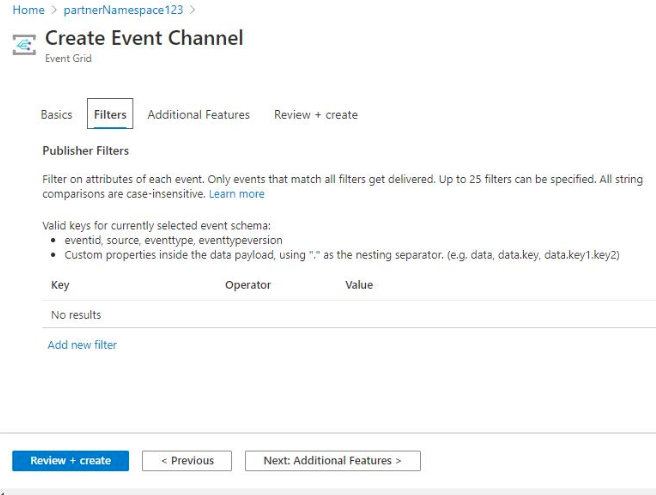 Home > partnerNamespace123 >
Create Event Channel
Event Grid
Basics Filters Additional Features Review + create
Publisher Filters
Filter on attributes of each event. Only events that match all filters get delivered. Up to 25 filters can be specified. All string
comparisons are case-insensitive. Learn more
Valid keys for currently selected event schema:
• eventid, source, eventtype, eventtypeversion
• Custom properties inside the data payload, using "." as the nesting separator. (e.g. data, data.key, data.key1.key2)
Key Operator Value
No results
Add new filter
Review + create < Previous Next: Additional Features >